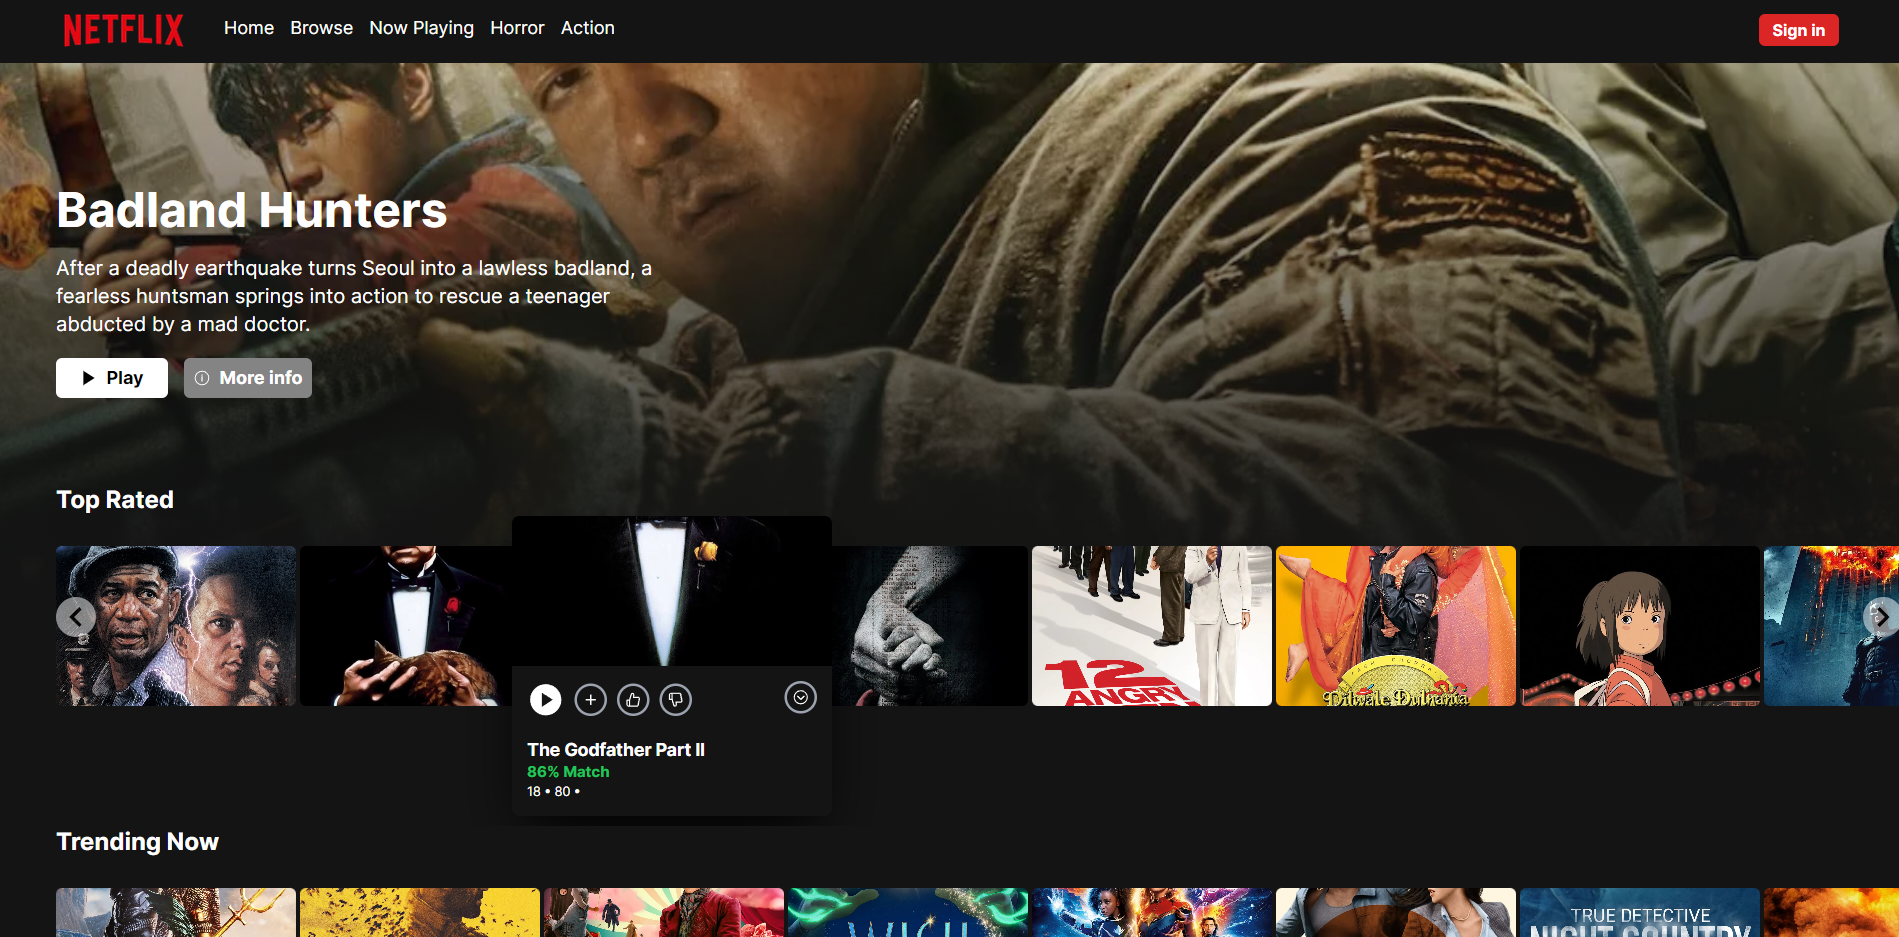 NETFLIX
Home Browse Now Playing Horror Action
Sign in
Badland Hunters
After a deadly earthquake turns Seoul into a lawless badland, a
fearless huntsman springs into action to rescue a teenager
abducted by a mad doctor.
Play
More info
Top Rated
12
ANGRY
Dilwale Dulhania
The Godfather Part II
86% Match
18 • 80 •
Trending Now
WISH
TRUE DETECTIVE
NIGHT COUNTRY